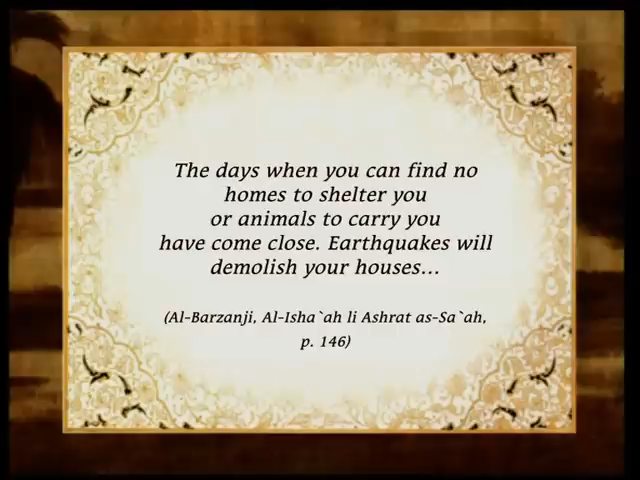 The days when you can find no
homes to shelter you
or animals to carry you
have come close. Earthquakes will
demolish your houses...
(Al-Barzanji, Al-Isha`ah li Ashrat as-Sa`ah,
p. 146)